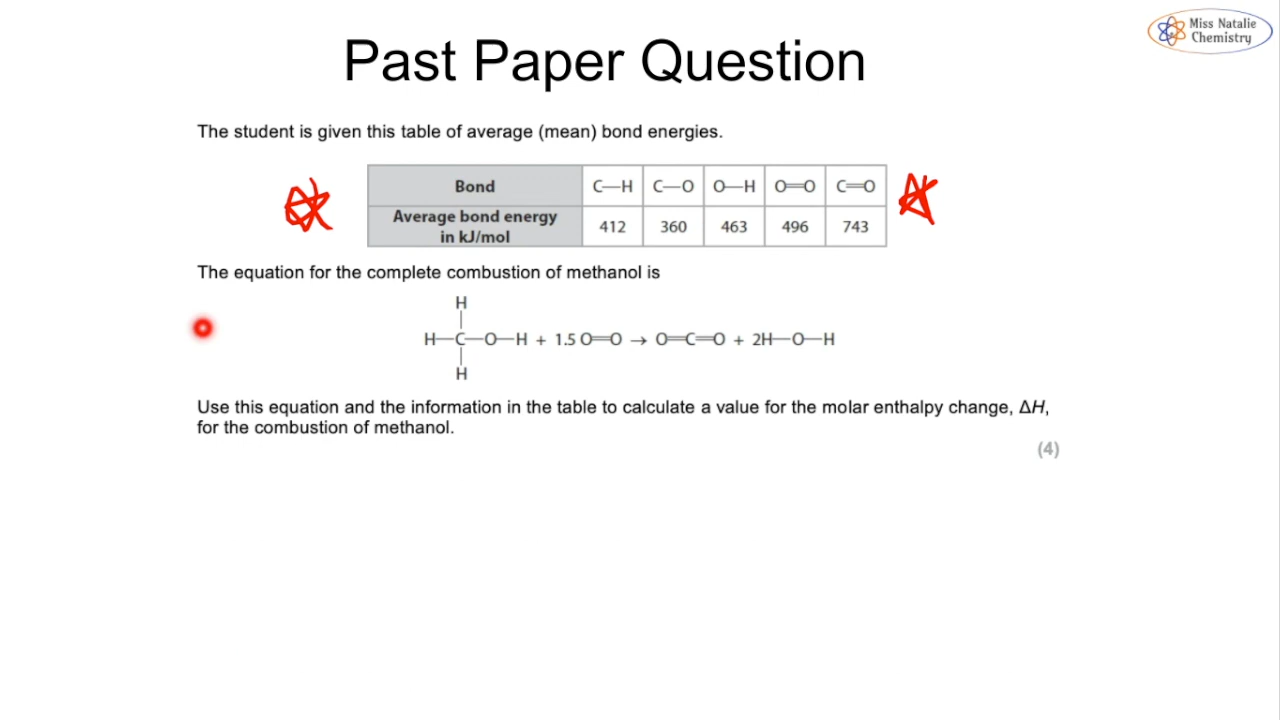 Miss Natalie
Chemistry
Past Paper Question
The student is given this table of average (mean) bond energies.
Bond C—H C—O O—H O=O C=O
Average bond energy in kJ/mol 412 360 463 496 743
The equation for the complete combustion of methanol is
H
|
H—C—O—H + 1.5 O=O → O=C=O + 2H—O—H
|
H
Use this equation and the information in the table to calculate a value for the molar enthalpy change, ΔH,
for the combustion of methanol.
(4)